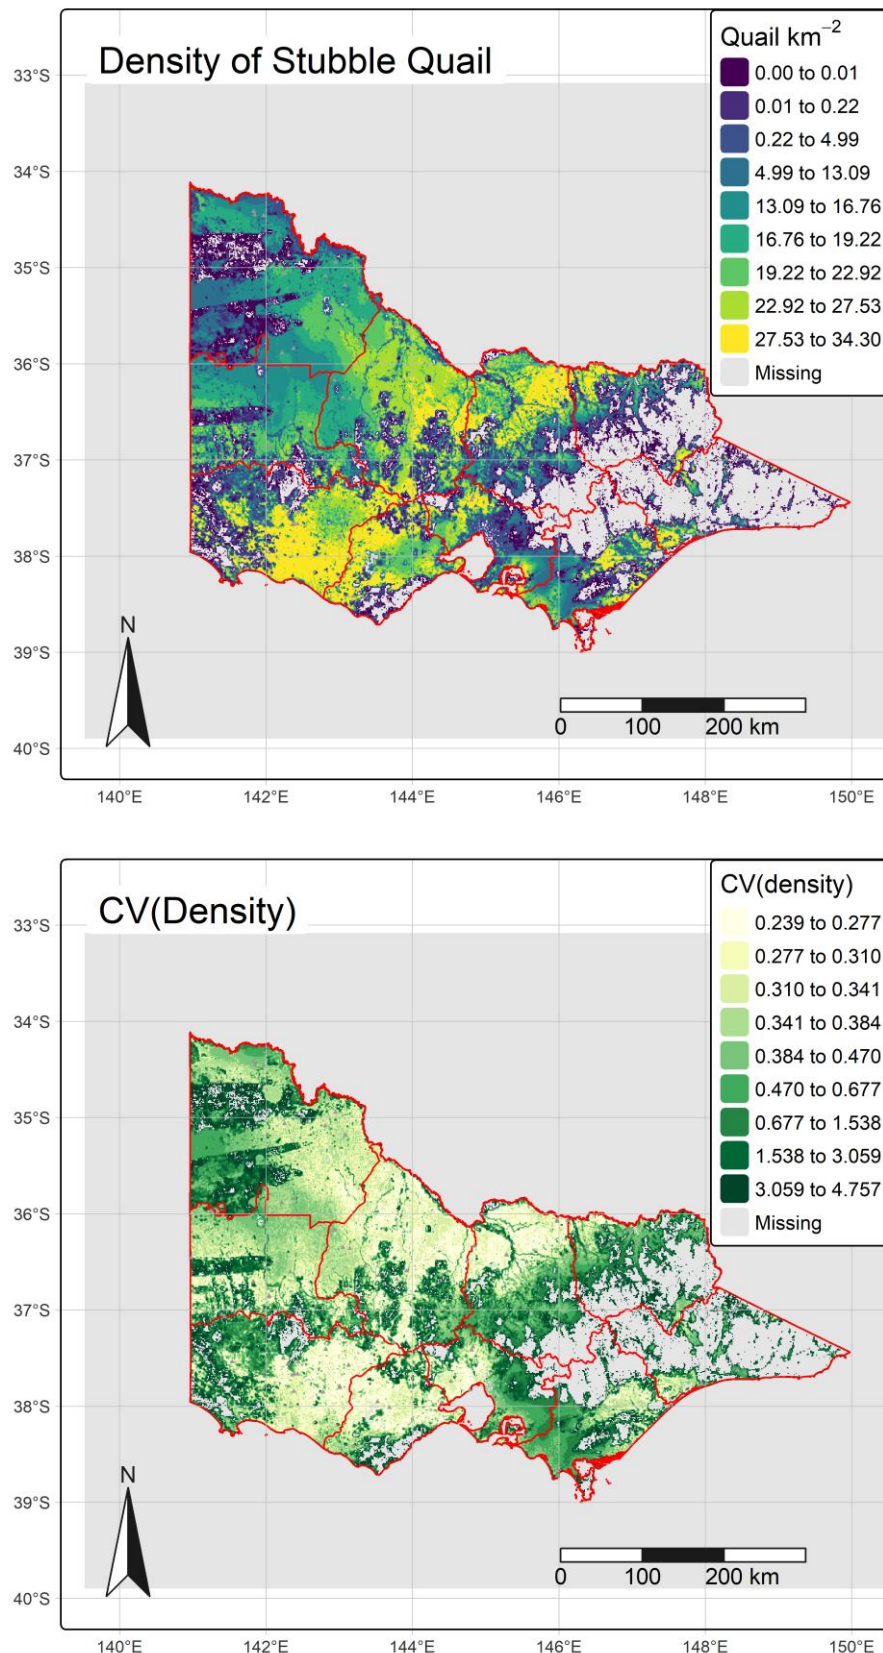 Density of Stubble Quail
Quail km⁻²
0.00 to 0.01
0.01 to 0.22
0.22 to 4.99
4.99 to 13.09
13.09 to 16.76
16.76 to 19.22
19.22 to 22.92
22.92 to 27.53
27.53 to 34.30
Missing
33°S
34°S
35°S
36°S
37°S
38°S
39°S
40°S
N
0 100 200 km
140°E 142°E 144°E 146°E 148°E 150°E
CV(Density)
CV(density)
0.239 to 0.277
0.277 to 0.310
0.310 to 0.341
0.341 to 0.384
0.384 to 0.470
0.470 to 0.677
0.677 to 1.538
1.538 to 3.059
3.059 to 4.757
Missing
33°S
34°S
35°S
36°S
37°S
38°S
39°S
40°S
N
0 100 200 km
140°E 142°E 144°E 146°E 148°E 150°E